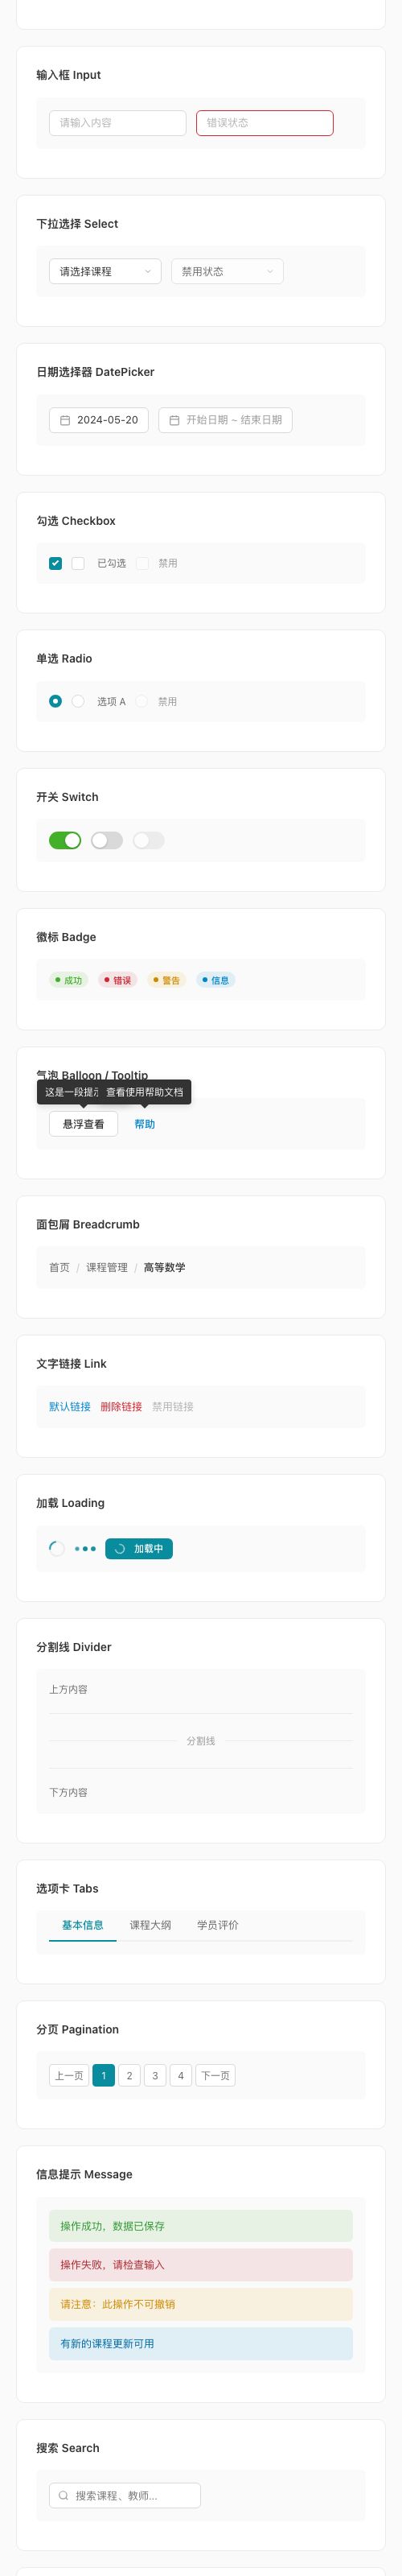 输入框 Input
请输入内容 错误状态
下拉选择 Select
请选择课程 禁用状态
日期选择器 DatePicker
2024-05-20 开始日期 ~ 结束日期
勾选 Checkbox
已勾选 禁用
单选 Radio
选项 A 禁用
开关 Switch
徽标 Badge
成功 错误 警告 信息
气泡 Balloon / Tooltip
这是一段提示 查看使用帮助文档
悬浮查看 帮助
面包屑 Breadcrumb
首页 / 课程管理 / 高等数学
文字链接 Link
默认链接 删除链接 禁用链接
加载 Loading
加载中
分割线 Divider
上方内容
分割线
下方内容
选项卡 Tabs
基本信息 课程大纲 学员评价
分页 Pagination
上一页 1 2 3 4 下一页
信息提示 Message
操作成功，数据已保存
操作失败，请检查输入
请注意：此操作不可撤销
有新的课程更新可用
搜索 Search
搜索课程、教师...